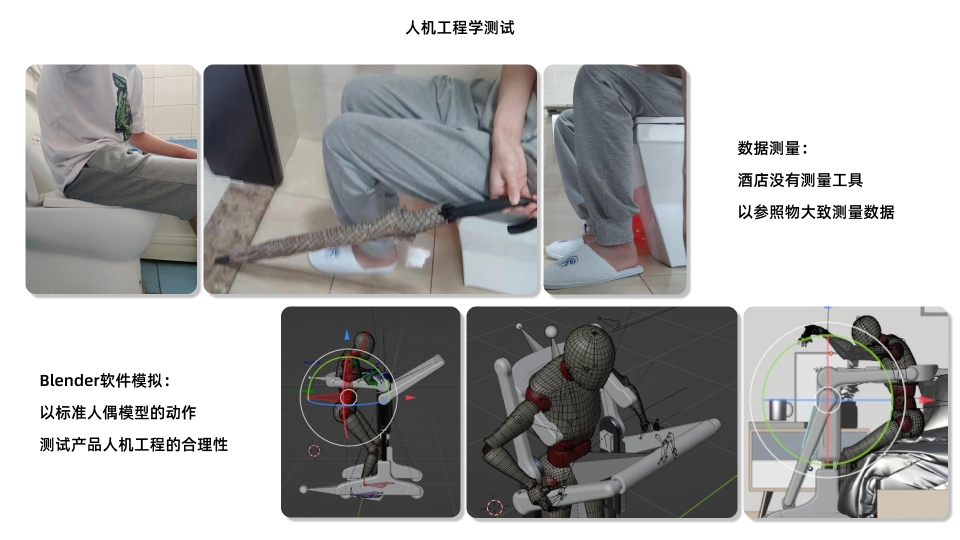 人机工程学测试
数据测量：
酒店没有测量工具
以参照物大致测量数据
Blender软件模拟：
以标准人偶模型的动作
测试产品人机工程的合理性